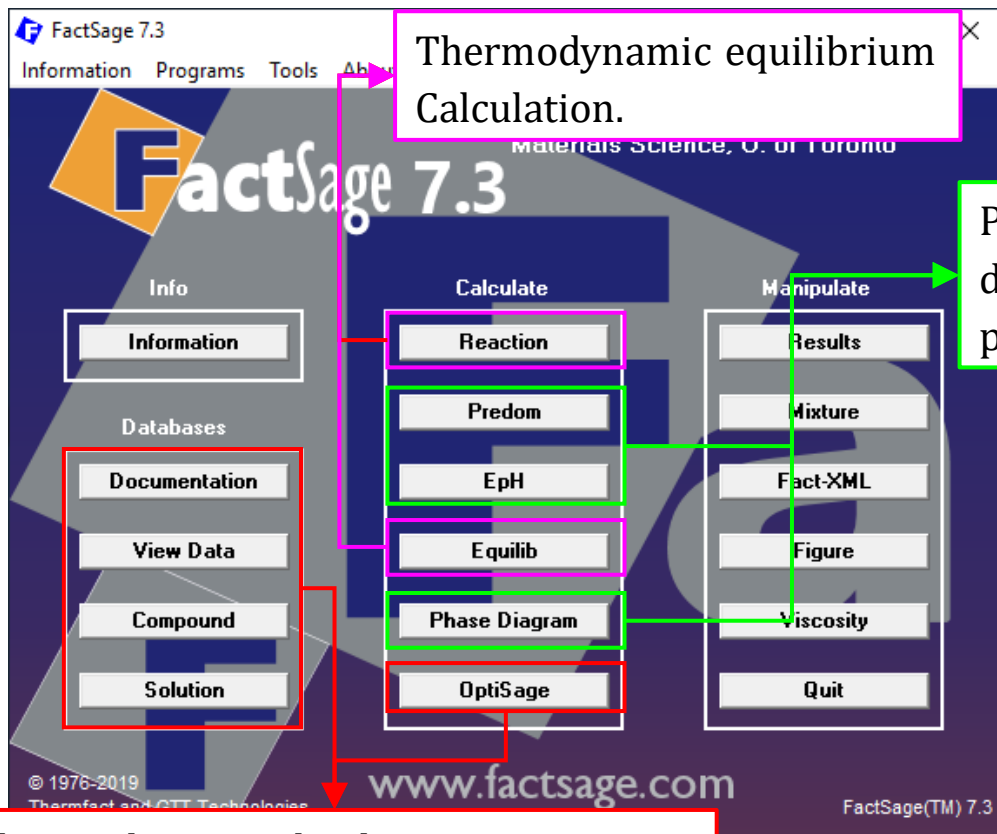 FactSage 7.3
Information Programs Tools
Thermodynamic equilibrium
Calculation.
FactSage 7.3
Materials Science, U. of Toronto
Info
Calculate
Manipulate
Information
Reaction
Results
Databases
Predom
Mixture
Documentation
EpH
Fact-XML
View Data
Equilib
Figure
Compound
Phase Diagram
Viscosity
Solution
OptiSage
Quit
© 1976-2019
Thermfact and GTT Technologies
www.factsage.com
FactSage(TM) 7.3